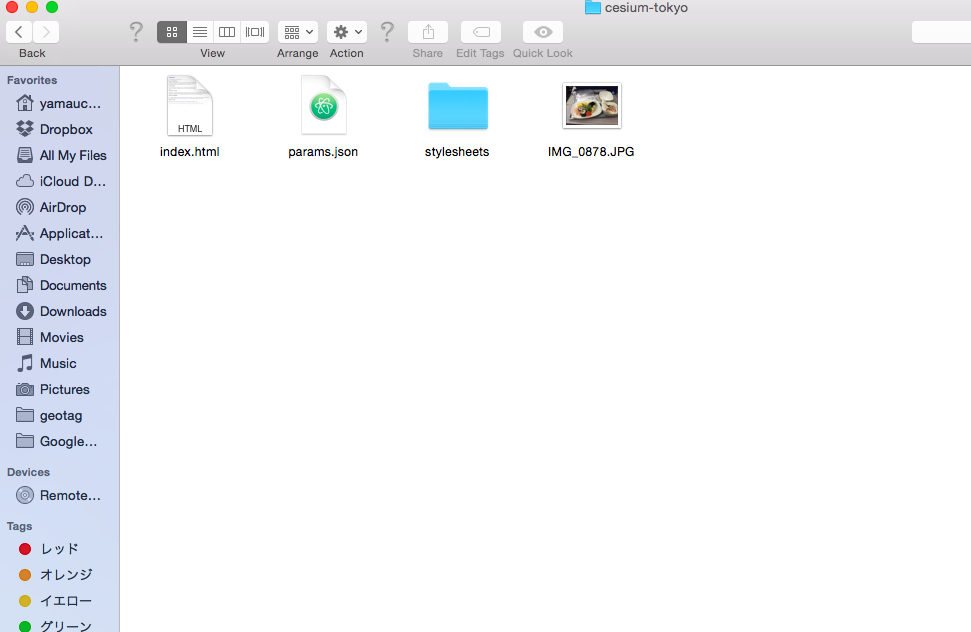 cesium-tokyo
Back
View
Arrange
Action
Share
Edit Tags
Quick Look
Favorites
yamauc...
Dropbox
All My Files
iCloud D...
AirDrop
Applicat...
Desktop
Documents
Downloads
Movies
Music
Pictures
geotag
Google...
Devices
Remote...
Tags
レッド
オレンジ
イエロー
グリーン
HTML
index.html
params.json
stylesheets
IMG_0878.JPG